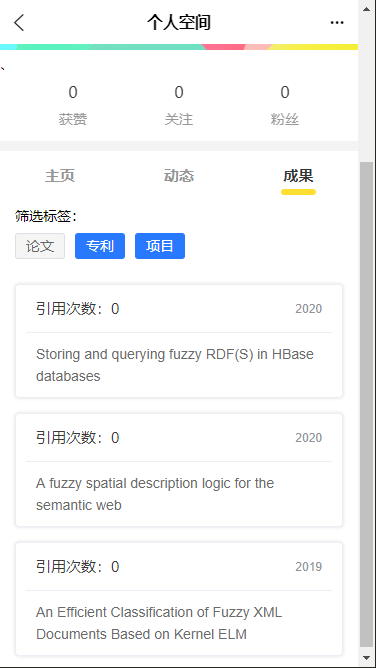 个人空间
、
0 0 0
获赞 关注 粉丝
主页 动态 成果
筛选标签：
论文 专利 项目
引用次数：0 2020
Storing and querying fuzzy RDF(S) in HBase
databases
引用次数：0 2020
A fuzzy spatial description logic for the
semantic web
引用次数：0 2019
An Efficient Classification of Fuzzy XML
Documents Based on Kernel ELM